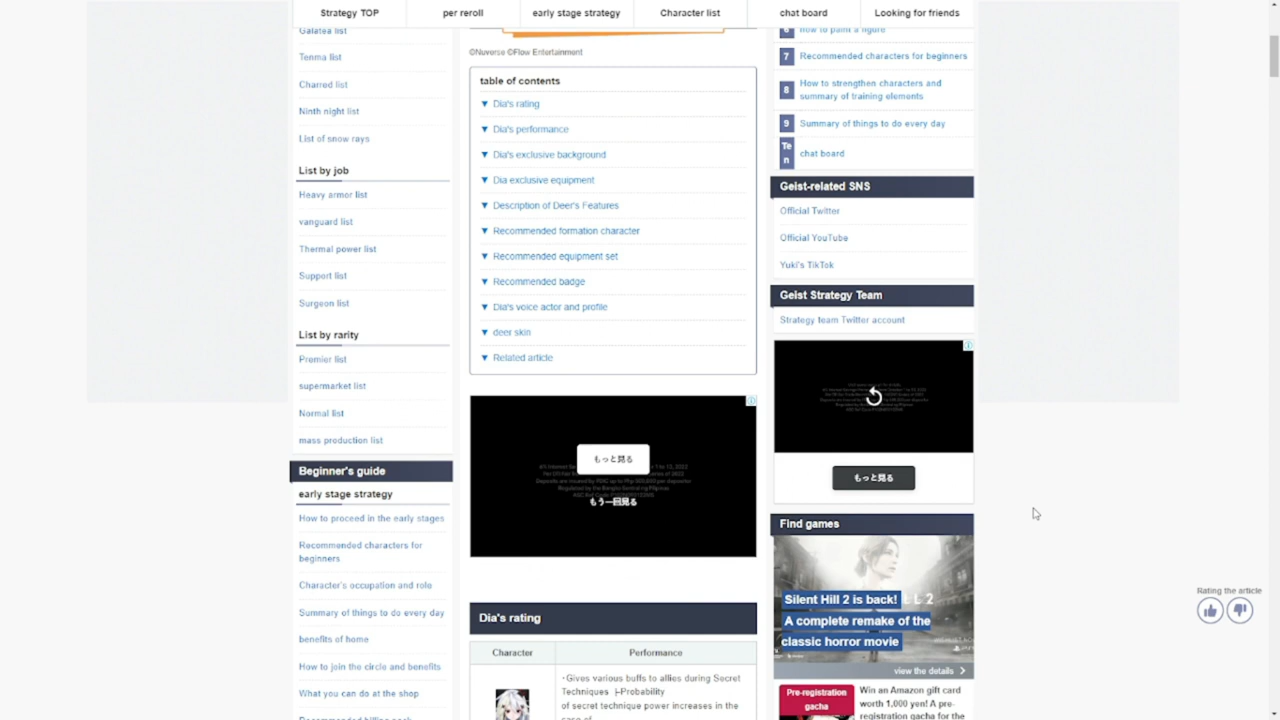 Strategy TOP
per reroll
early stage strategy
Character list
chat board
Looking for friends
Galatea list
Tenma list
Charred list
Ninth night list
List of snow rays
List by job
Heavy armor list
vanguard list
Thermal power list
Support list
Surgeon list
List by rarity
Premier list
supermarket list
Normal list
mass production list
Beginner's guide
early stage strategy
How to proceed in the early stages
Recommended characters for
beginners
Character's occupation and role
Summary of things to do every day
benefits of home
How to join the circle and benefits
What you can do at the shop
©Nuverse ©Flow Entertainment
table of contents
▼ Dia's rating
▼ Dia's performance
▼ Dia's exclusive background
▼ Dia exclusive equipment
▼ Description of Deer's Features
▼ Recommended formation character
▼ Recommended equipment set
▼ Recommended badge
▼ Dia's voice actor and profile
▼ deer skin
▼ Related article
もっと見る
もう一回見る
Dia's rating
Character
Performance
・Gives various buffs to allies during Secret
Techniques ├Probability
of secret technique power increases in the
case of
how to paint a figure
7 Recommended characters for beginners
8 How to strengthen characters and
summary of training elements
9 Summary of things to do every day
Te
n
chat board
Geist-related SNS
Official Twitter
Official YouTube
Yuki's TikTok
Geist Strategy Team
Strategy team Twitter account
もっと見る
Find games
Silent Hill 2 is back!
A complete remake of the
classic horror movie
view the details
Pre-registration
gacha
Win an Amazon gift card
worth 1,000 yen! A pre-
registration gacha for the
Rating the article